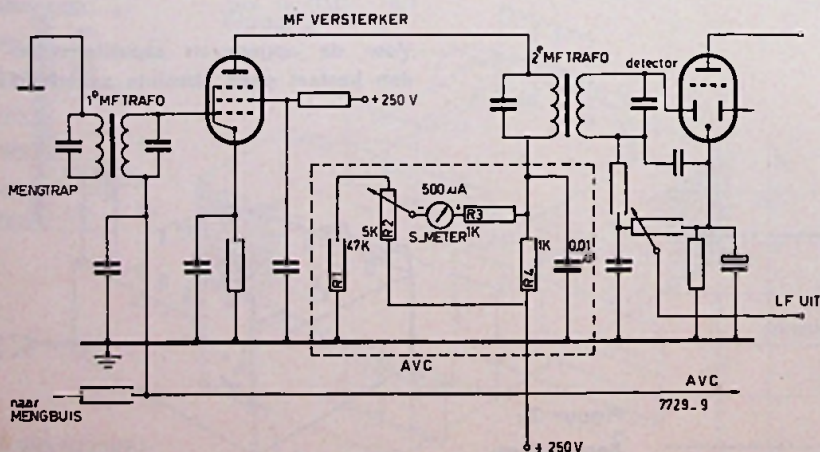 MF VERSTERKER
2e MF TRAFO
detector
1e MF TRAFO
+ 250 V
MENGTRAP
500 µA
S_METER
R3
1K
5K
R2
47K
R1
1K
R4
0,01
LF UIT
AVC
naar
MENGBUIS
AVC
7729_9
+ 250V